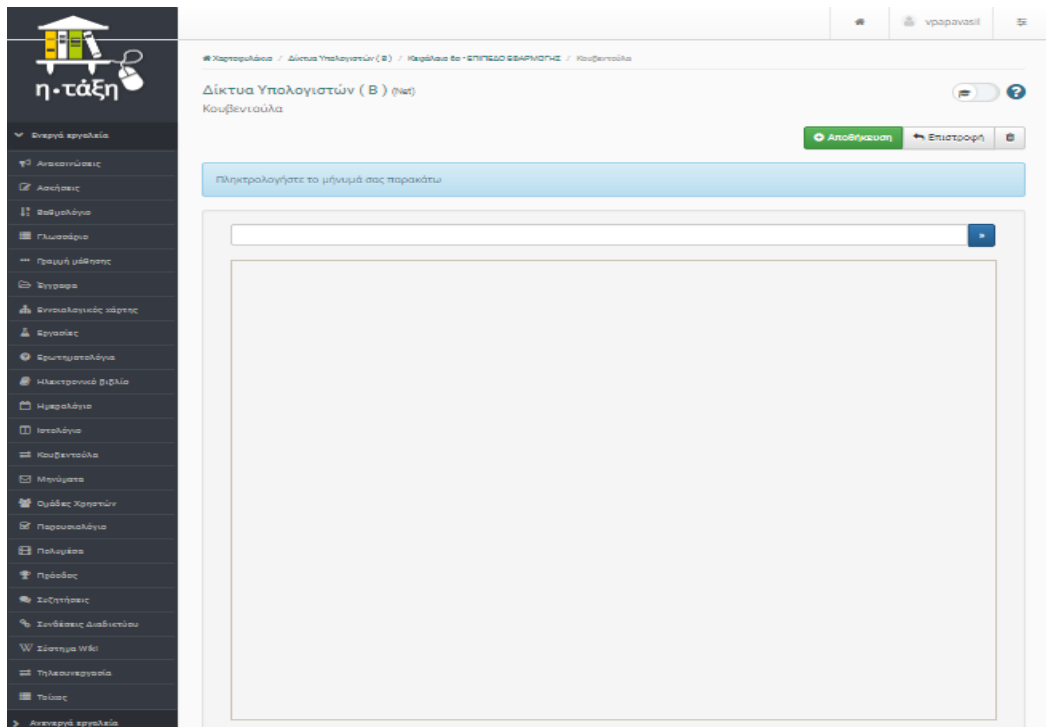 vpapavasil
η•τάξη
Χαρτοφυλάκιο / Δίκτυα Υπολογιστών ( Β ) / Κεφάλαιο 6ο - ΕΠΙΠΕΔΟ ΕΦΑΡΜΟΓΗΣ / Κουβεντούλα
Δίκτυα Υπολογιστών ( Β ) (Net)
Κουβεντούλα
Αποθήκευση Επιστροφή
Πληκτρολογήστε το μήνυμά σας παρακάτω
»
Ενεργά εργαλεία
Ανακοινώσεις
Ασκήσεις
Βαθμολόγιο
Γλωσσάριο
Γραμμή μάθησης
Έγγραφα
Εννοιολογικός χάρτης
Εργασίες
Ερωτηματολόγια
Ηλεκτρονικό βιβλίο
Ημερολόγιο
Ιστολόγιο
Κουβεντούλα
Μηνύματα
Ομάδες Χρηστών
Παρουσιολόγιο
Πολυμέσα
Πρόοδος
Συζητήσεις
Συνδέσεις Διαδικτύου
Σύστημα Wiki
Τηλεσυνεργασία
Τοίχος
Ανενεργά εργαλεία